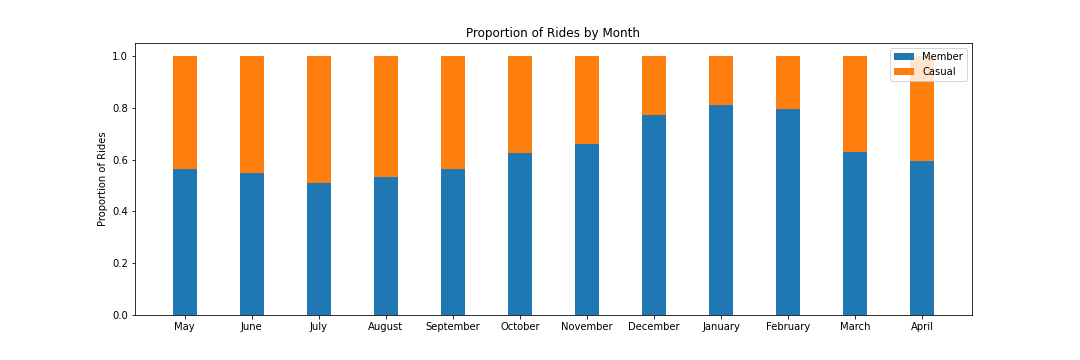 Proportion of Rides by Month
Member
Casual
Proportion of Rides
1.0
0.8
0.6
0.4
0.2
0.0
May June July August September October November December January February March April